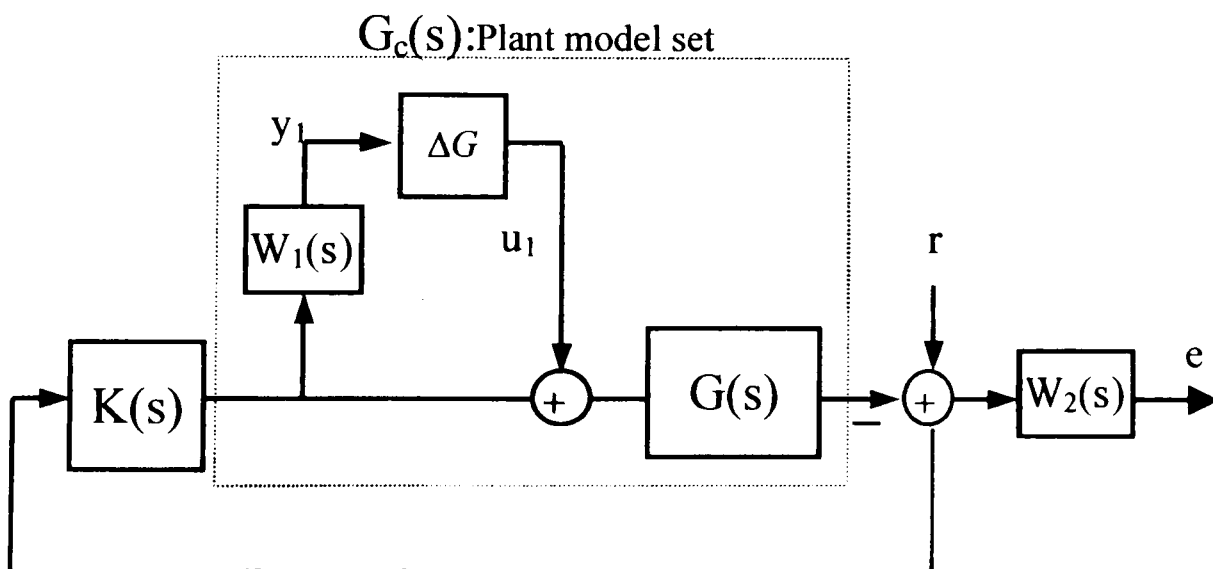 G_c(s):Plant model set
y_1
ΔG
W_1(s)
u_1
r
K(s)
+
G(s)
−
+
W_2(s)
e